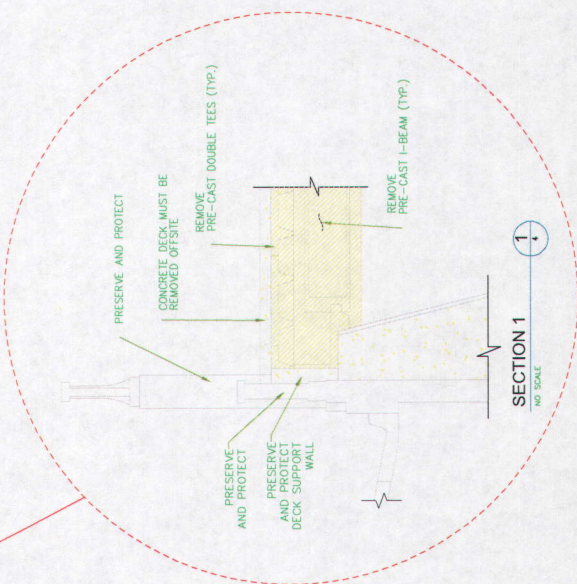 PRESERVE AND PROTECT
CONCRETE DECK MUST BE
REMOVED OFFSITE
REMOVE
PRE-CAST DOUBLE TEES (TYP.)
REMOVE
PRE-CAST I-BEAM (TYP.)
PRESERVE
AND PROTECT
PRESERVE
AND PROTECT
DECK SUPPORT
WALL
SECTION 1
NO SCALE
1
4